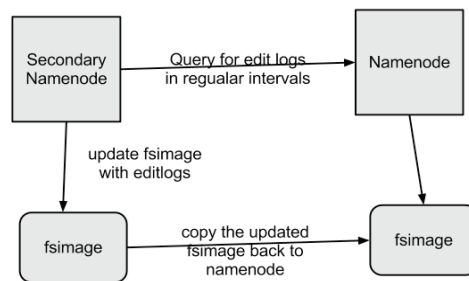 Secondary
Namenode
Query for edit logs
in regualar intervals
Namenode
update fsimage
with editlogs
fsimage
copy the updated
fsimage back to
namenode
fsimage